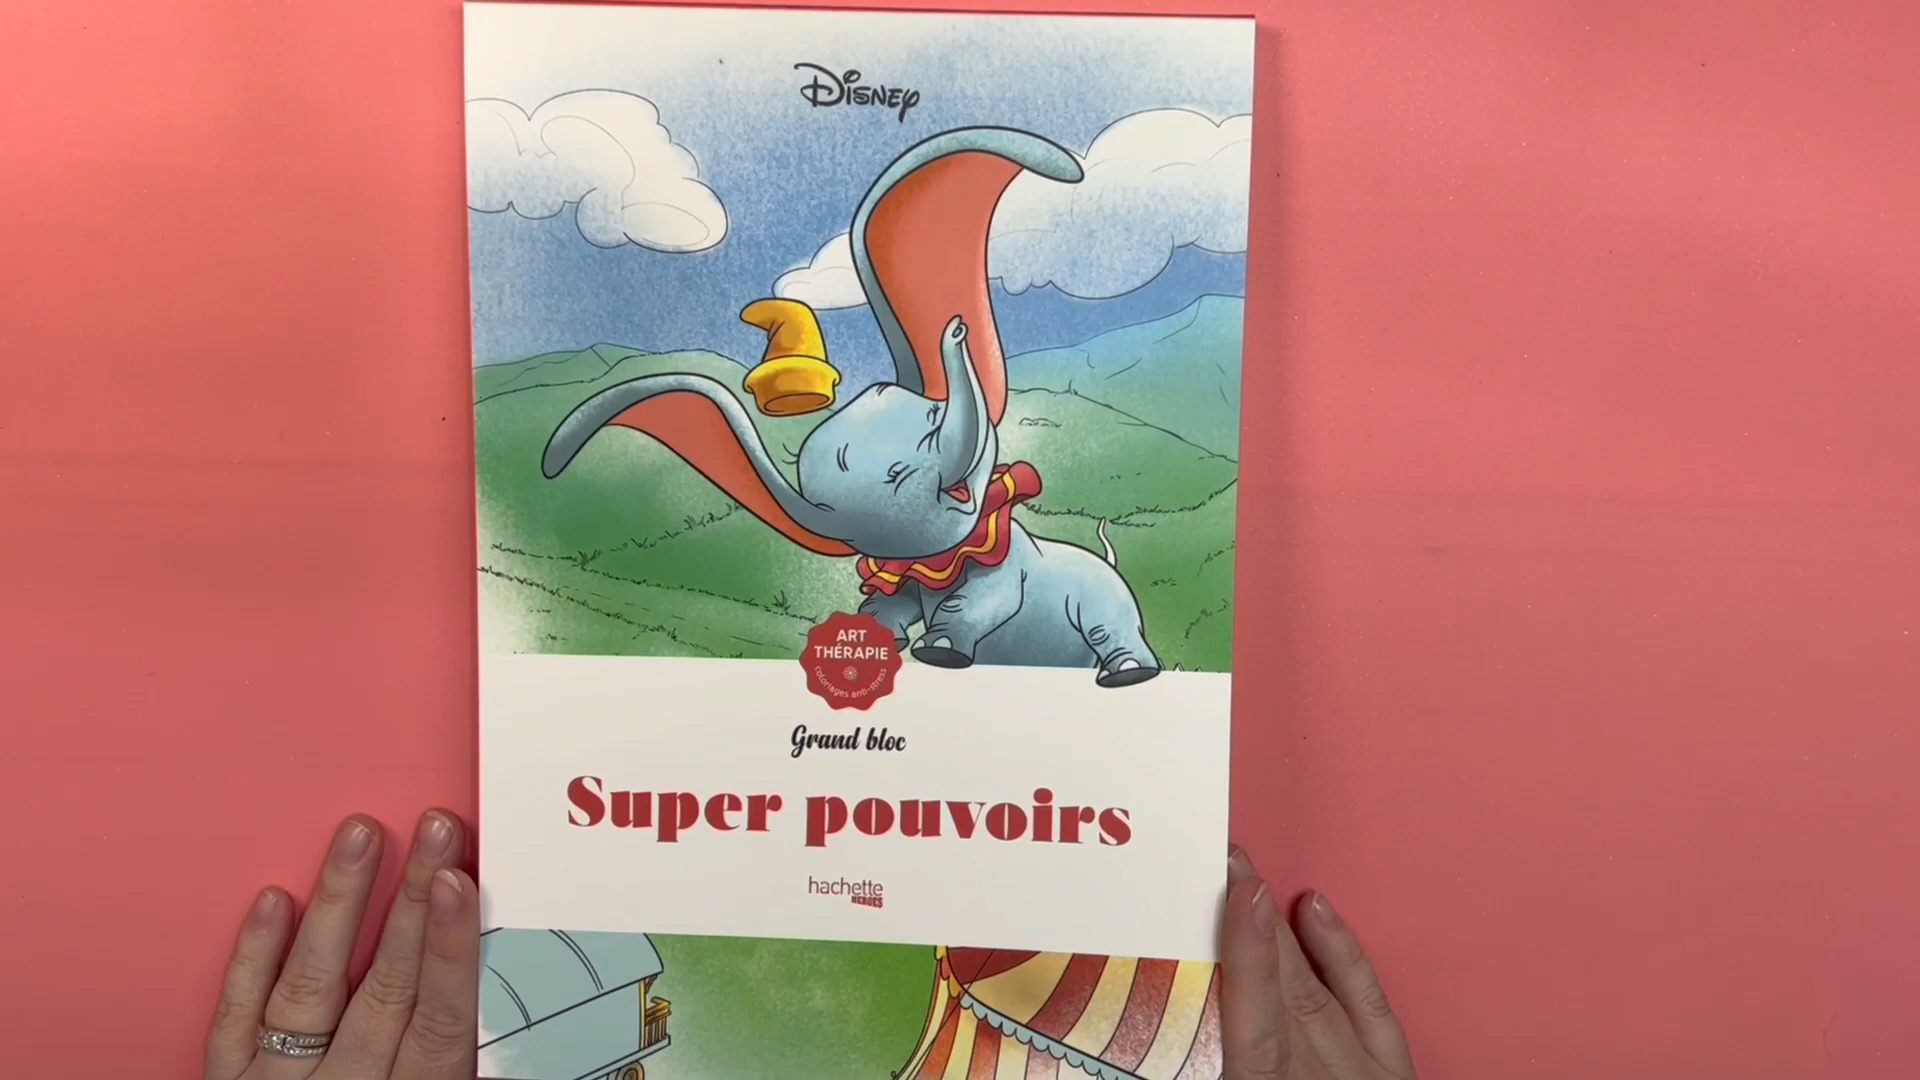 Disney
ART
THÉRAPIE
coloriages anti-stress
Grand bloc
Super pouvoirs
hachette
HEROES